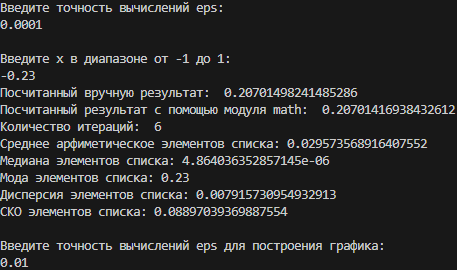 Введите точность вычислений eps:
0.0001
Введите x в диапазоне от -1 до 1:
-0.23
Посчитанный вручную результат:  0.20701498241485286
Посчитанный результат с помощью модуля math:  0.20701416938432612
Количество итераций:  6
Среднее арфиметическое элементов списка: 0.029573568916407552
Медиана элементов списка: 4.864036352857145e-06
Мода элементов списка: 0.23
Дисперсия элементов списка: 0.007915730954932913
СКО элементов списка: 0.08897039369887554
Введите точность вычислений eps для построения графика:
0.01